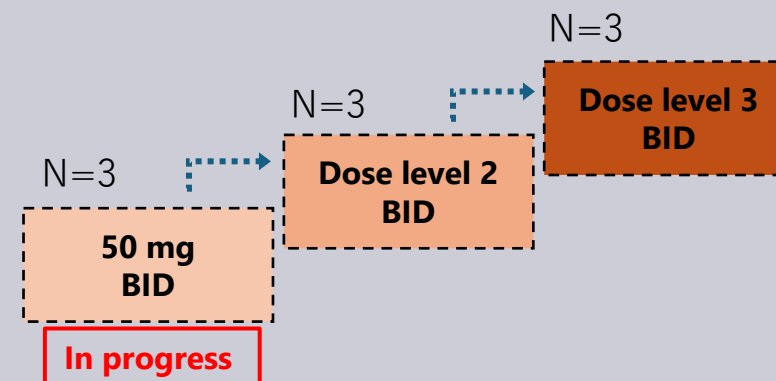 N=3
50 mg
BID
In progress
N=3
Dose level 2
BID
N=3
Dose level 3
BID